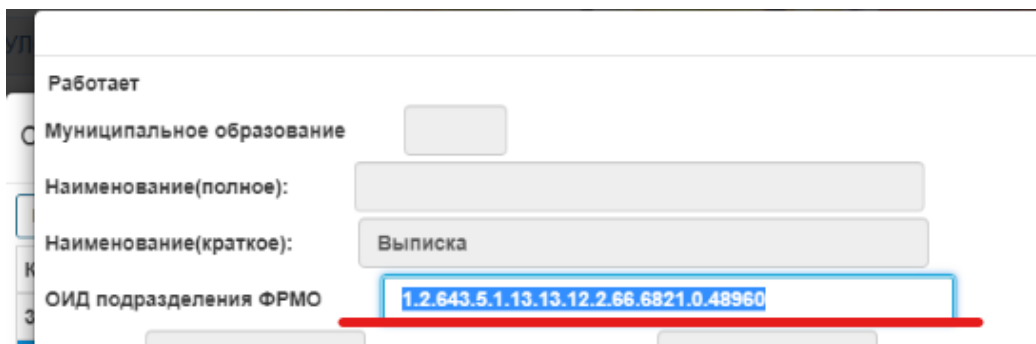 Работает
Муниципальное образование
Наименование(полное):
Наименование(краткое): Выписка
ОИД подразделения ФРМО 1.2.643.5.1.13.13.12.2.66.6821.0.48960